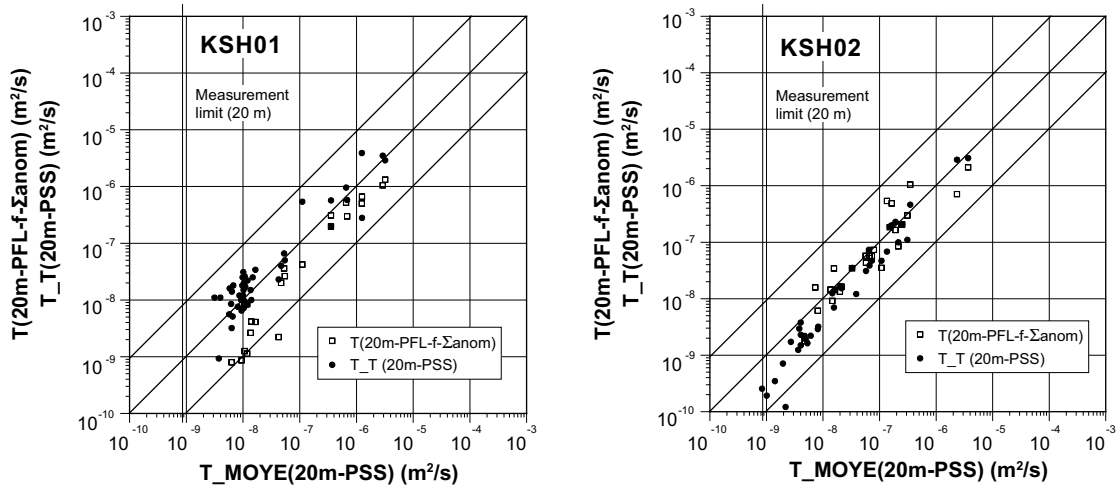 KSH01
Measurement
limit (20 m)
T(20m-PFL-f-Σanom) (m²/s)
T_T(20m-PSS) (m²/s)
10⁻³
10⁻⁴
10⁻⁵
10⁻⁶
10⁻⁷
10⁻⁸
10⁻⁹
10⁻¹⁰
T(20m-PFL-f-Σanom)
T_T (20m-PSS)
10⁻¹⁰ 10⁻⁹ 10⁻⁸ 10⁻⁷ 10⁻⁶ 10⁻⁵ 10⁻⁴ 10⁻³
T_MOYE(20m-PSS) (m²/s)
KSH02
Measurement
limit (20 m)
T(20m-PFL-f-Σanom) (m²/s)
T_T(20m-PSS) (m²/s)
10⁻³
10⁻⁴
10⁻⁵
10⁻⁶
10⁻⁷
10⁻⁸
10⁻⁹
10⁻¹⁰
T(20m-PFL-f-Σanom)
T_T (20m-PSS)
10⁻¹⁰ 10⁻⁹ 10⁻⁸ 10⁻⁷ 10⁻⁶ 10⁻⁵ 10⁻⁴ 10⁻³
T_MOYE(20m-PSS) (m²/s)